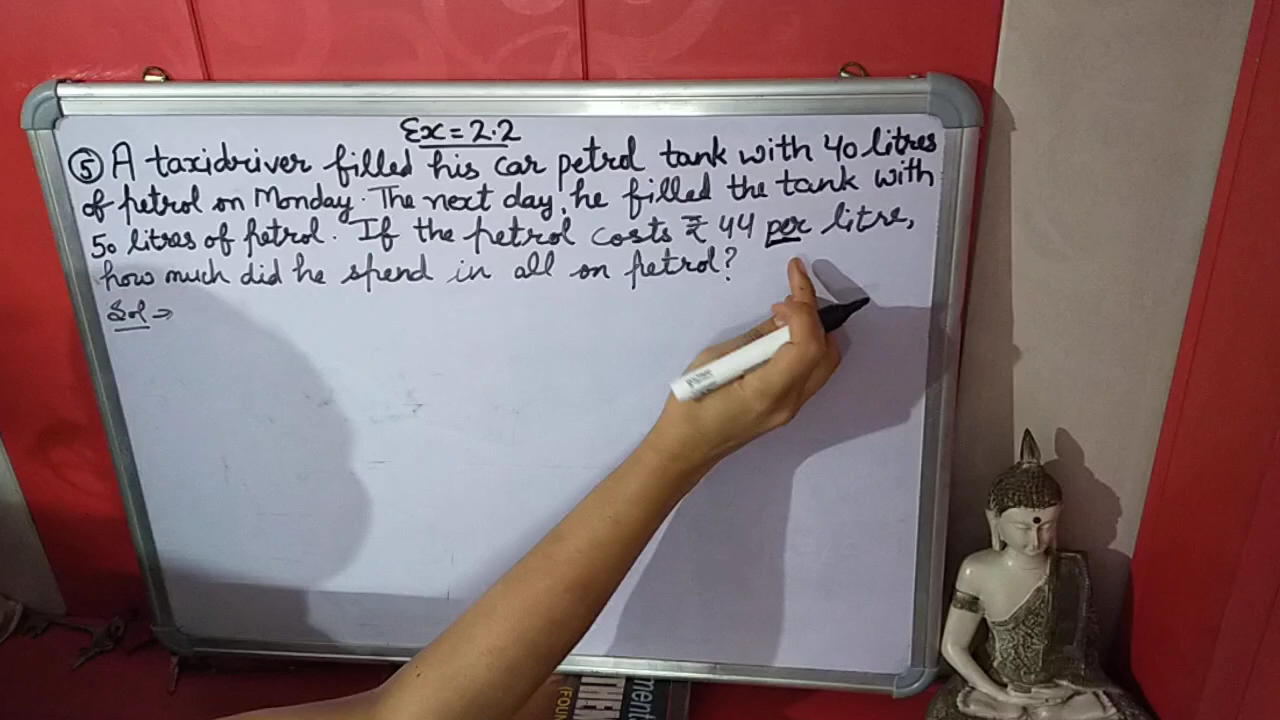 Ex = 2.2
⑤ A taxidriver filled his car petrol tank with 40 litres
of petrol on Monday. The next day, he filled the tank with
50 litres of petrol. If the petrol costs ₹ 44 per litre,
how much did he spend in all on petrol?
Sol ⇒